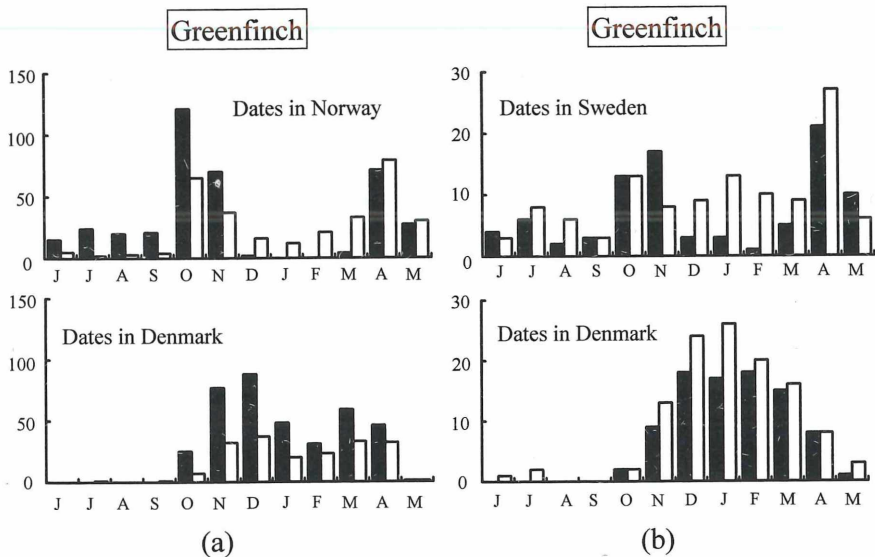 Greenfinch
150
Dates in Norway
100
50
0
J J A S O N D J F M A M
150
Dates in Denmark
100
50
0
J J A S O N D J F M A M
(a)
Greenfinch
30
Dates in Sweden
20
10
0
J J A S O N D J F M A M
30
Dates in Denmark
20
10
0
J J A S O N D J F M A M
(b)